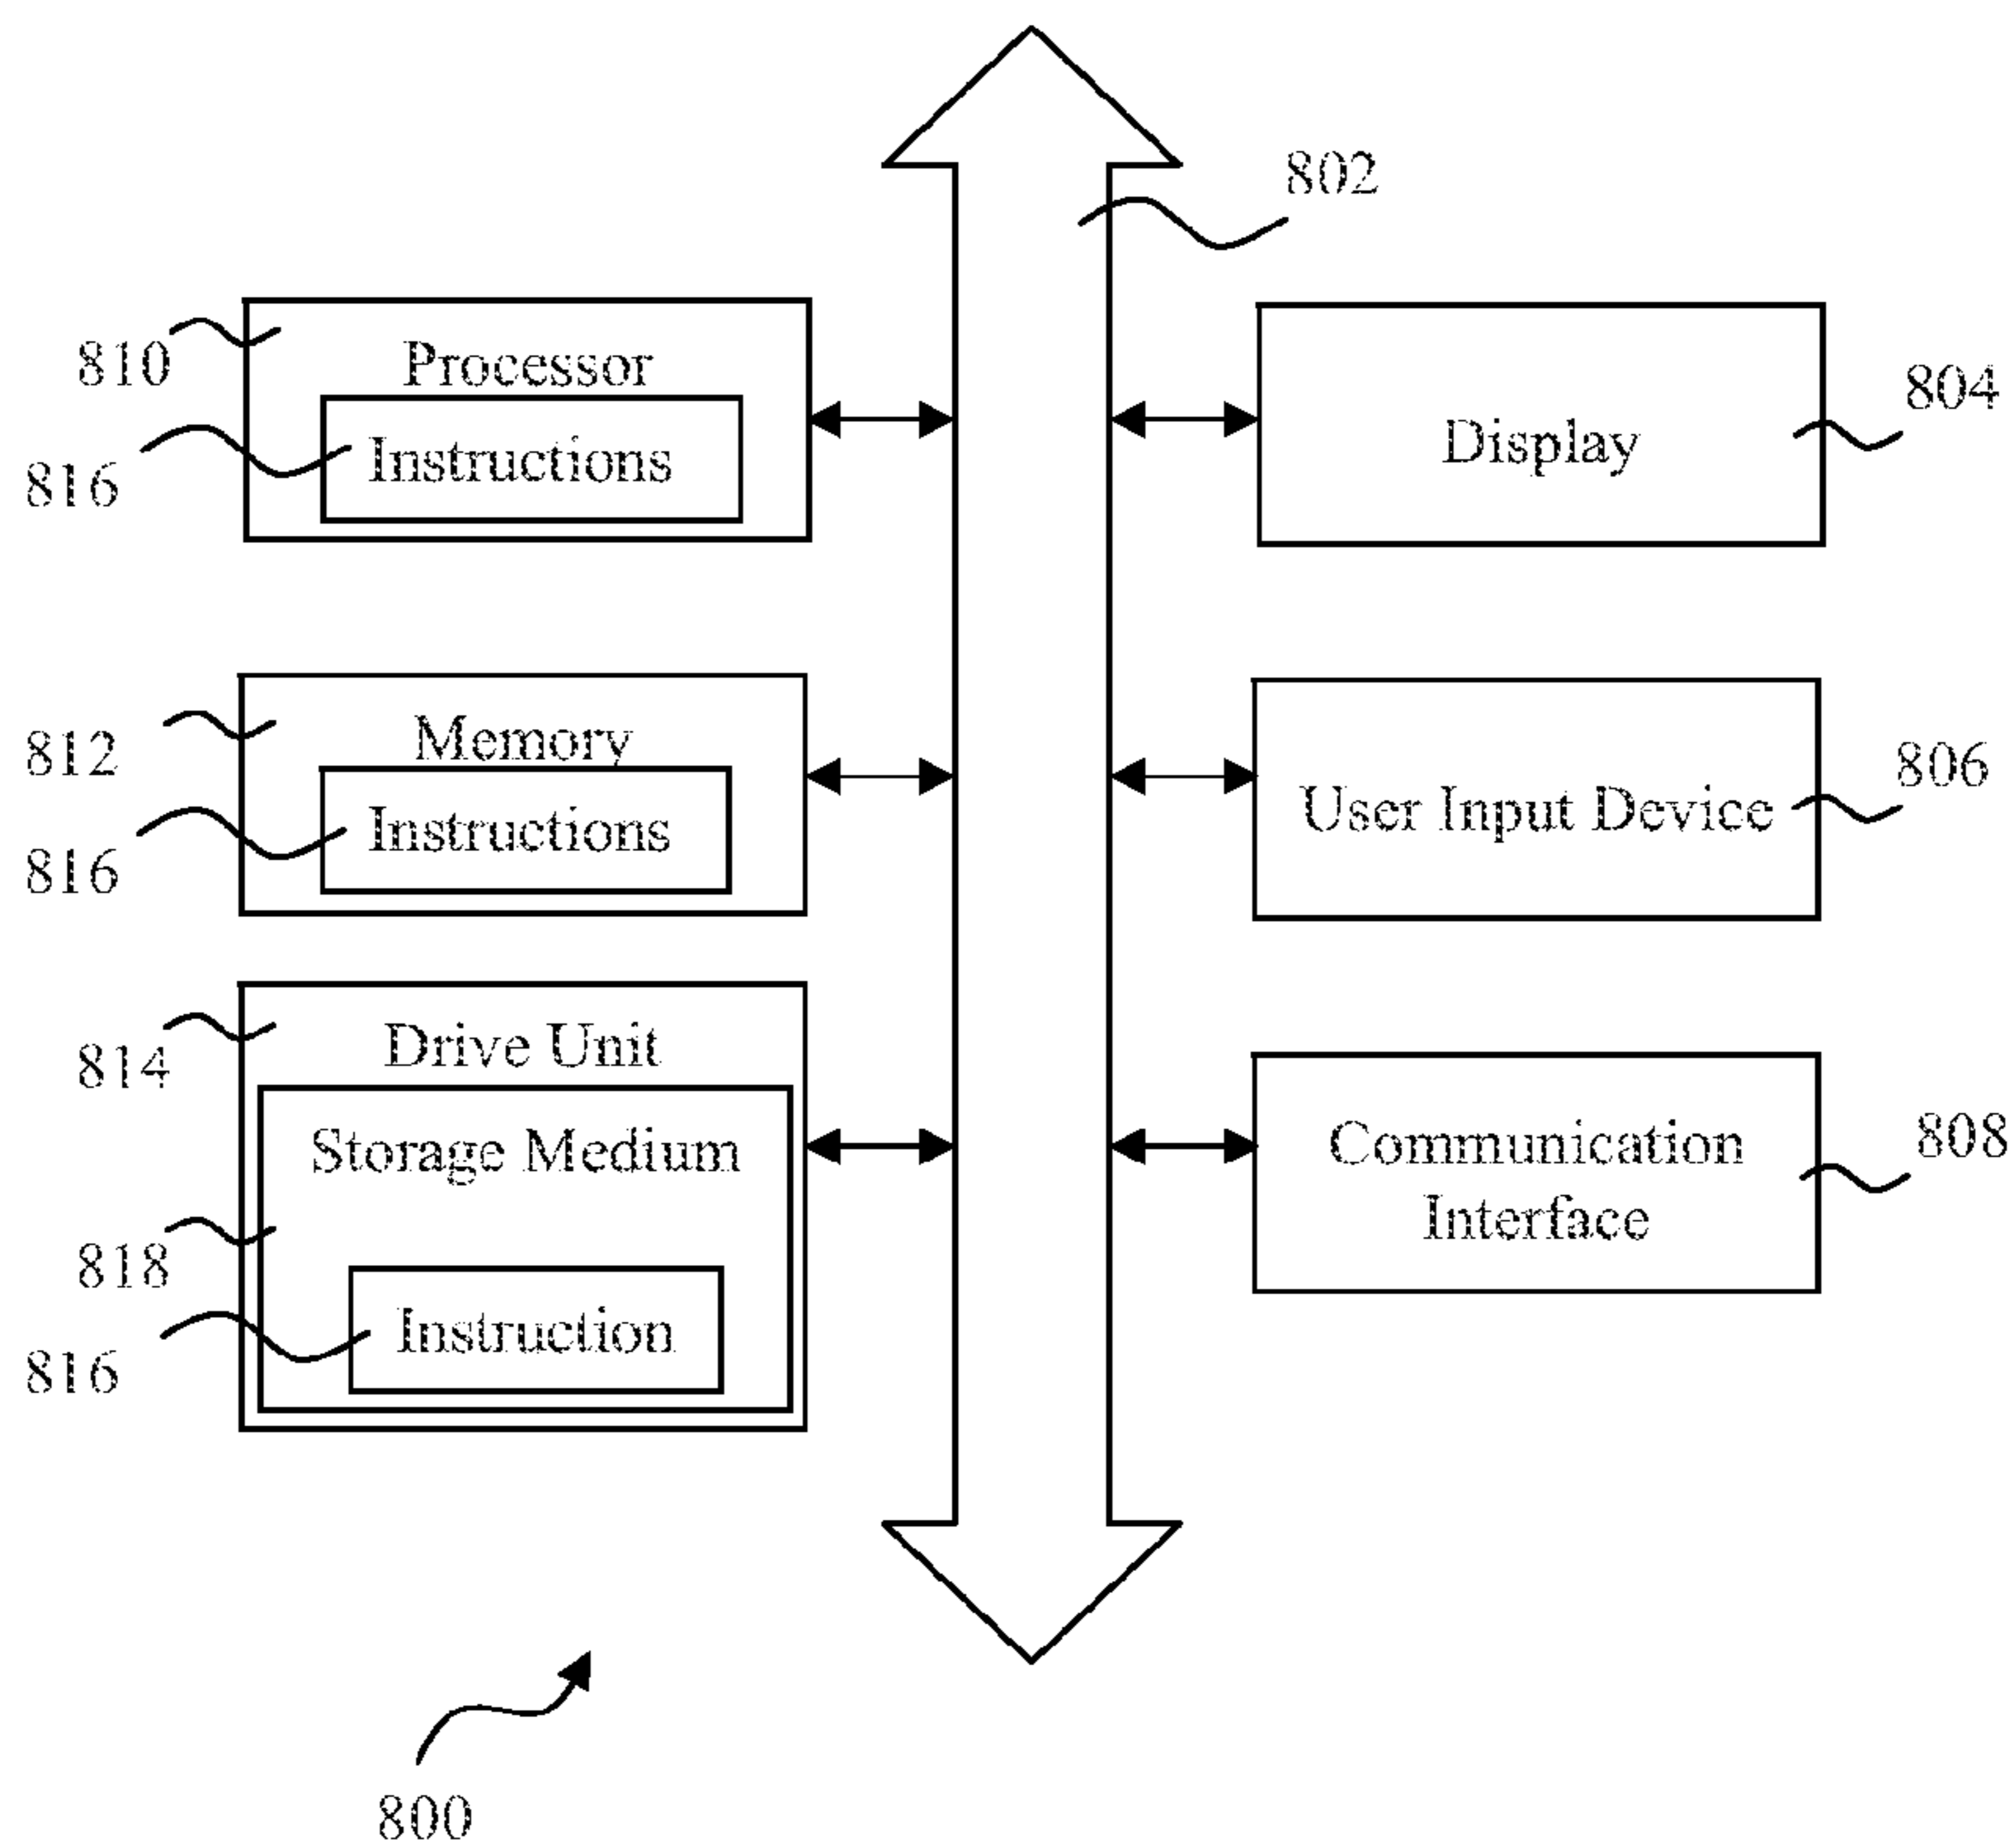 802
810
Processor
Instructions
816
Display
804
812
Memory
Instructions
816
User Input Device
806
814
Drive Unit
Storage Medium
818
Instruction
816
Communication
Interface
808
800